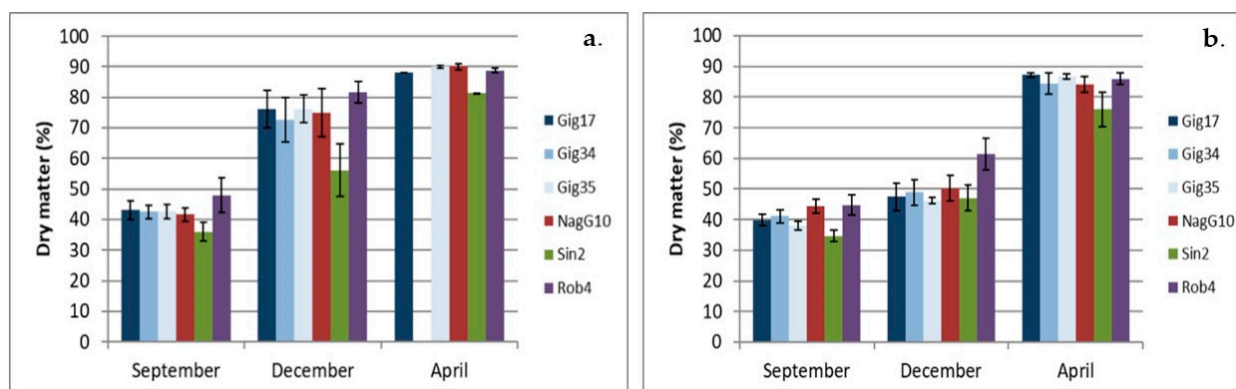 a.
100
90
80
70
60
50
40
30
20
10
0
Dry matter (%)
September December April
Gig17
Gig34
Gig35
NagG10
Sin2
Rob4
b.
100
90
80
70
60
50
40
30
20
10
0
Dry matter (%)
September December April
Gig17
Gig34
Gig35
NagG10
Sin2
Rob4